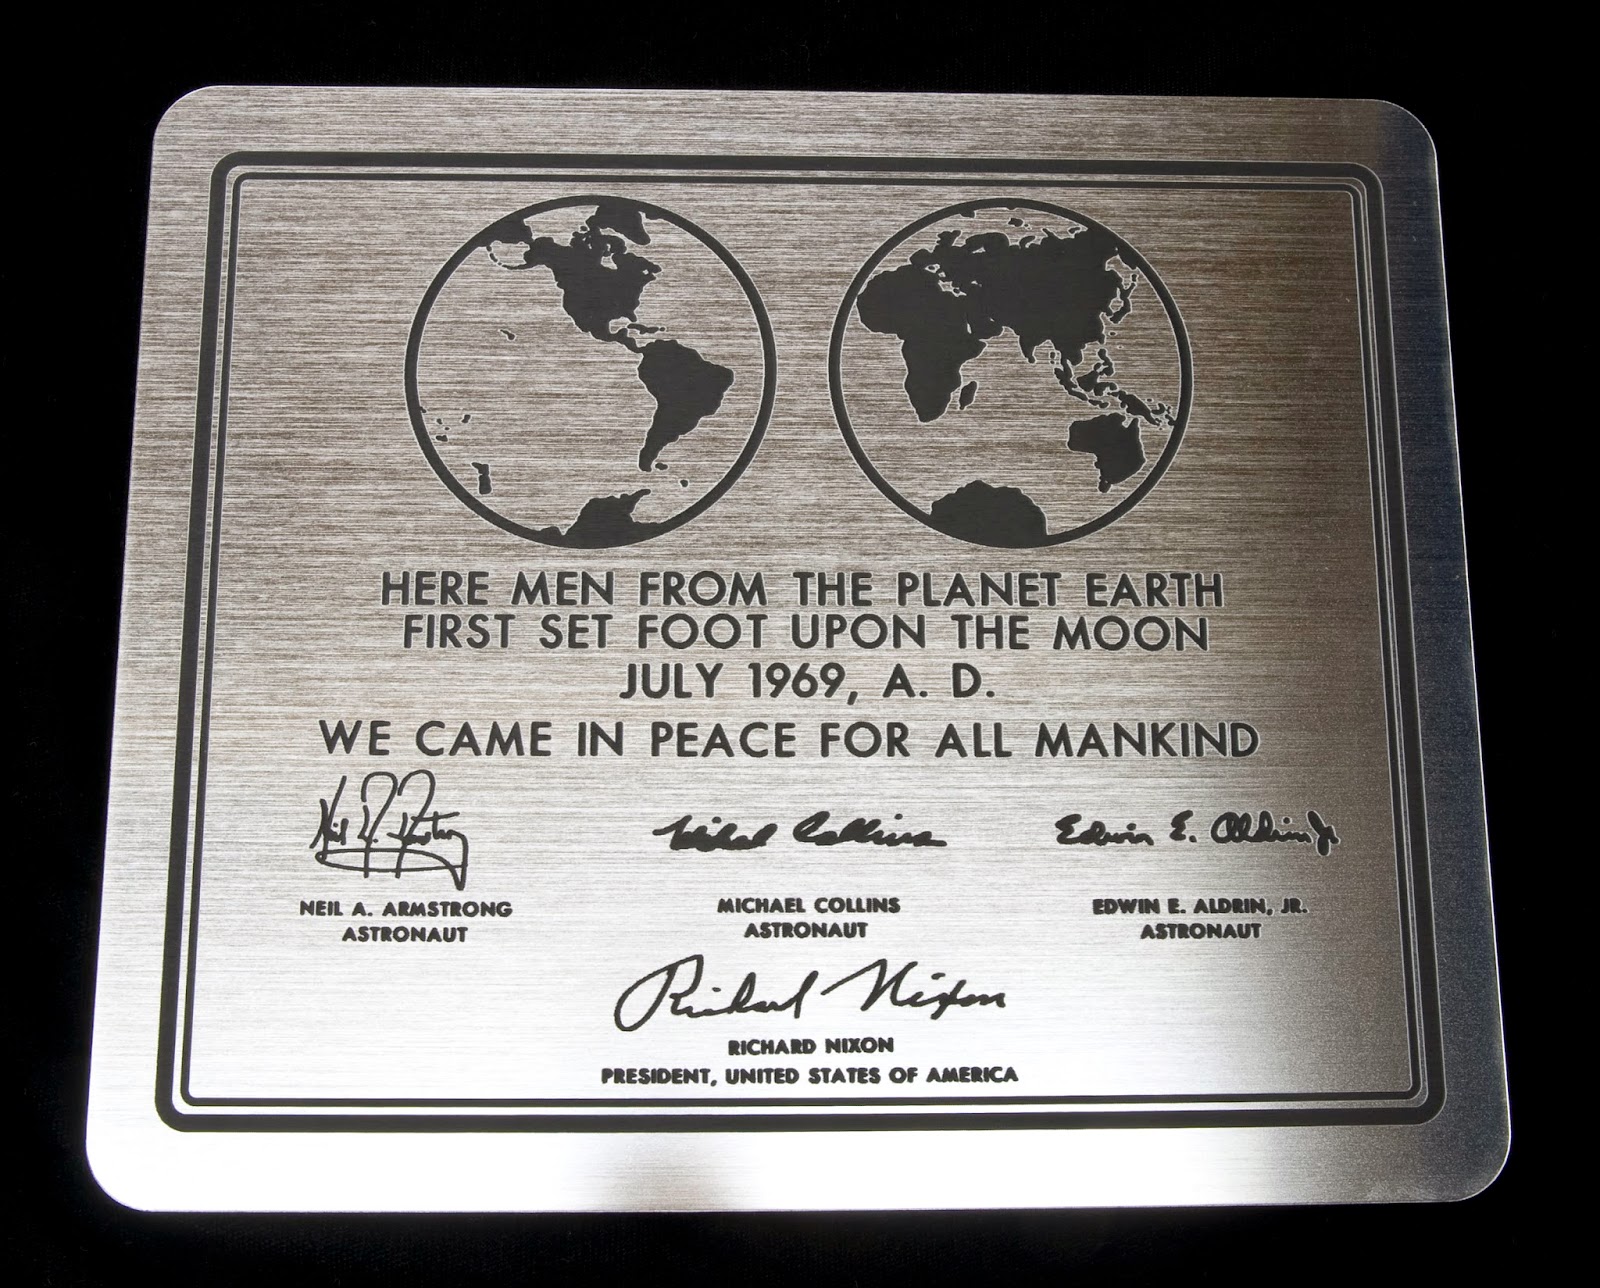 HERE MEN FROM THE PLANET EARTH
FIRST SET FOOT UPON THE MOON
JULY 1969, A. D.
WE CAME IN PEACE FOR ALL MANKIND
Neil A. Armstrong
Michael Collins
Edwin E. Aldrin Jr
NEIL A. ARMSTRONG
ASTRONAUT
MICHAEL COLLINS
ASTRONAUT
EDWIN E. ALDRIN, JR.
ASTRONAUT
Richard Nixon
RICHARD NIXON
PRESIDENT, UNITED STATES OF AMERICA